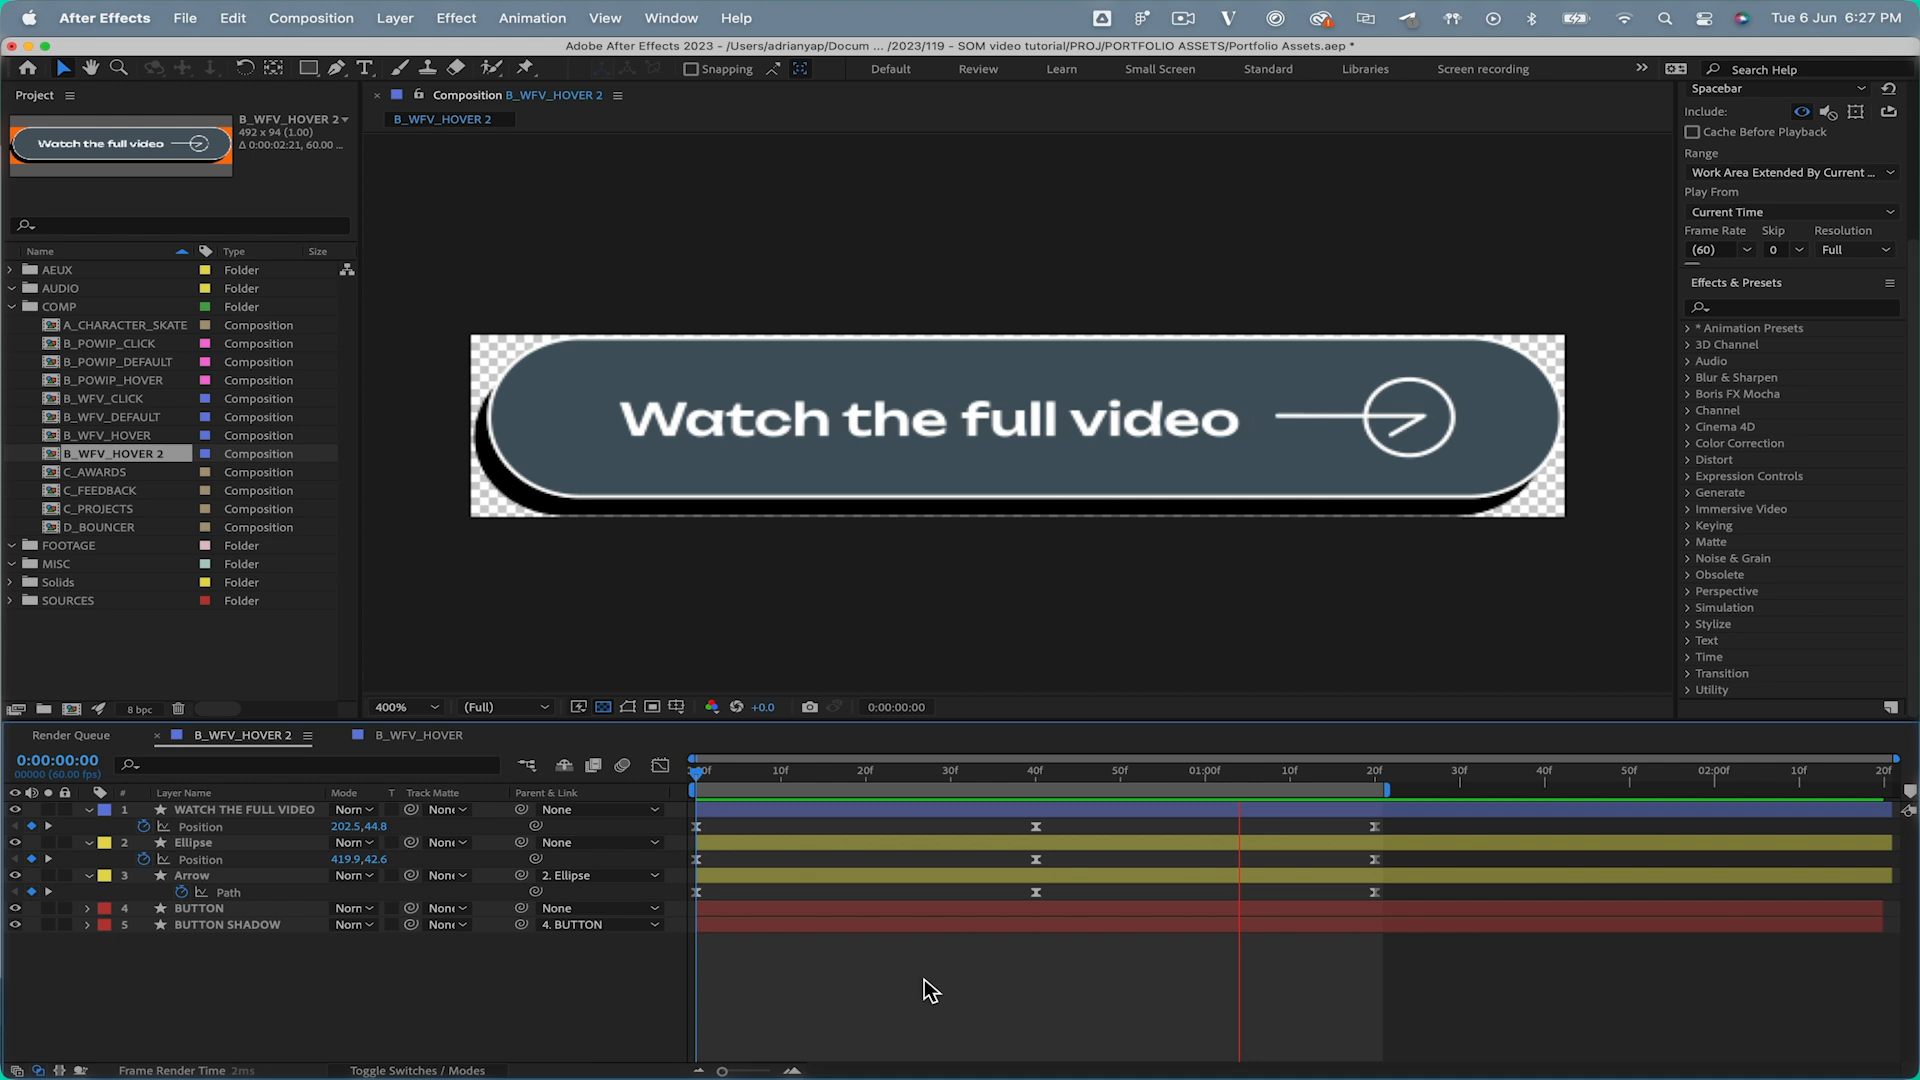 After Effects File Edit Composition Layer Effect Animation View Window Help Tue 6 Jun 6:27 PM
Adobe After Effects 2023 - /Users/adrianyap/Docum ... /2023/119 - SOM video tutorial/PROJ/PORTFOLIO ASSETS/Portfolio Assets.aep *
Snapping Default Review Learn Small Screen Standard Libraries Screen recording Search Help
Project
B_WFV_HOVER 2
492 x 94 (1.00)
Δ 0:00:02:21, 60.00 ...
Watch the full video
Name Type Size
AEUX Folder
AUDIO Folder
COMP Folder
A_CHARACTER_SKATE Composition
B_POWIP_CLICK Composition
B_POWIP_DEFAULT Composition
B_POWIP_HOVER Composition
B_WFV_CLICK Composition
B_WFV_DEFAULT Composition
B_WFV_HOVER Composition
B_WFV_HOVER 2 Composition
C_AWARDS Composition
C_FEEDBACK Composition
C_PROJECTS Composition
D_BOUNCER Composition
FOOTAGE Folder
MISC Folder
Solids Folder
SOURCES Folder
8 bpc
Composition B_WFV_HOVER 2
B_WFV_HOVER 2
Watch the full video
400% (Full) +0.0 0:00:00:00
Spacebar
Include:
Cache Before Playback
Range
Work Area Extended By Current ...
Play From
Current Time
Frame Rate Skip Resolution
(60) 0 Full
Effects & Presets
* Animation Presets
3D Channel
Audio
Blur & Sharpen
Boris FX Mocha
Channel
Cinema 4D
Color Correction
Distort
Expression Controls
Generate
Immersive Video
Keying
Matte
Noise & Grain
Obsolete
Perspective
Simulation
Stylize
Text
Time
Transition
Utility
Render Queue B_WFV_HOVER 2 B_WFV_HOVER
0:00:00:00
00000 (60.00 fps)
10f 20f 30f 40f 50f 01:00f 10f 20f 30f 40f 50f 02:00f 10f 20f
# Layer Name Mode T Track Matte Parent & Link
1 WATCH THE FULL VIDEO Norn None None
Position 202.5,44.8
2 Ellipse Norn None None
Position 419.9,42.6
3 Arrow Norn None 2. Ellipse
Path
4 BUTTON Norn None None
5 BUTTON SHADOW Norn None 4. BUTTON
Frame Render Time 2ms Toggle Switches / Modes